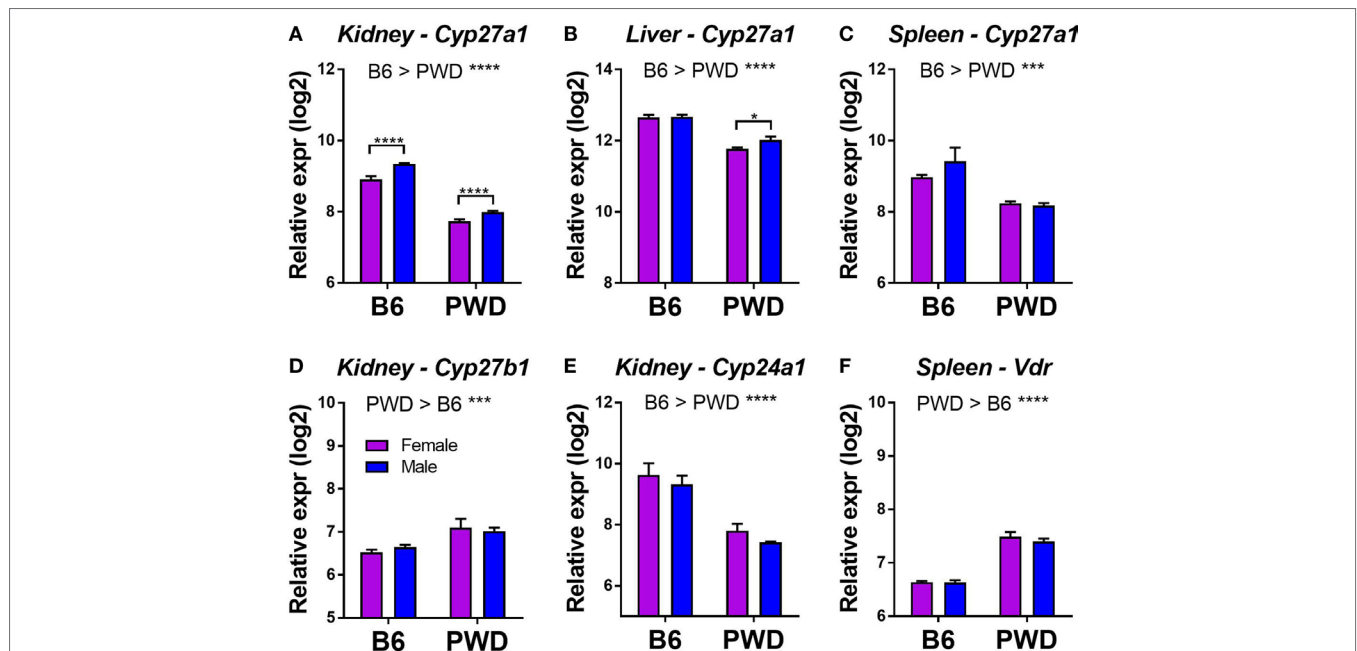 A Kidney - Cyp27a1
B6 > PWD ****
Relative expr (log2)
12
10
8
6
****
****
B6 PWD
B Liver - Cyp27a1
B6 > PWD ****
Relative expr (log2)
14
12
10
8
*
B6 PWD
C Spleen - Cyp27a1
B6 > PWD ***
Relative expr (log2)
12
10
8
6
B6 PWD
D Kidney - Cyp27b1
PWD > B6 ***
Relative expr (log2)
10
9
8
7
6
5
Female
Male
B6 PWD
E Kidney - Cyp24a1
B6 > PWD ****
Relative expr (log2)
12
10
8
6
B6 PWD
F Spleen - Vdr
PWD > B6 ****
Relative expr (log2)
10
9
8
7
6
B6 PWD